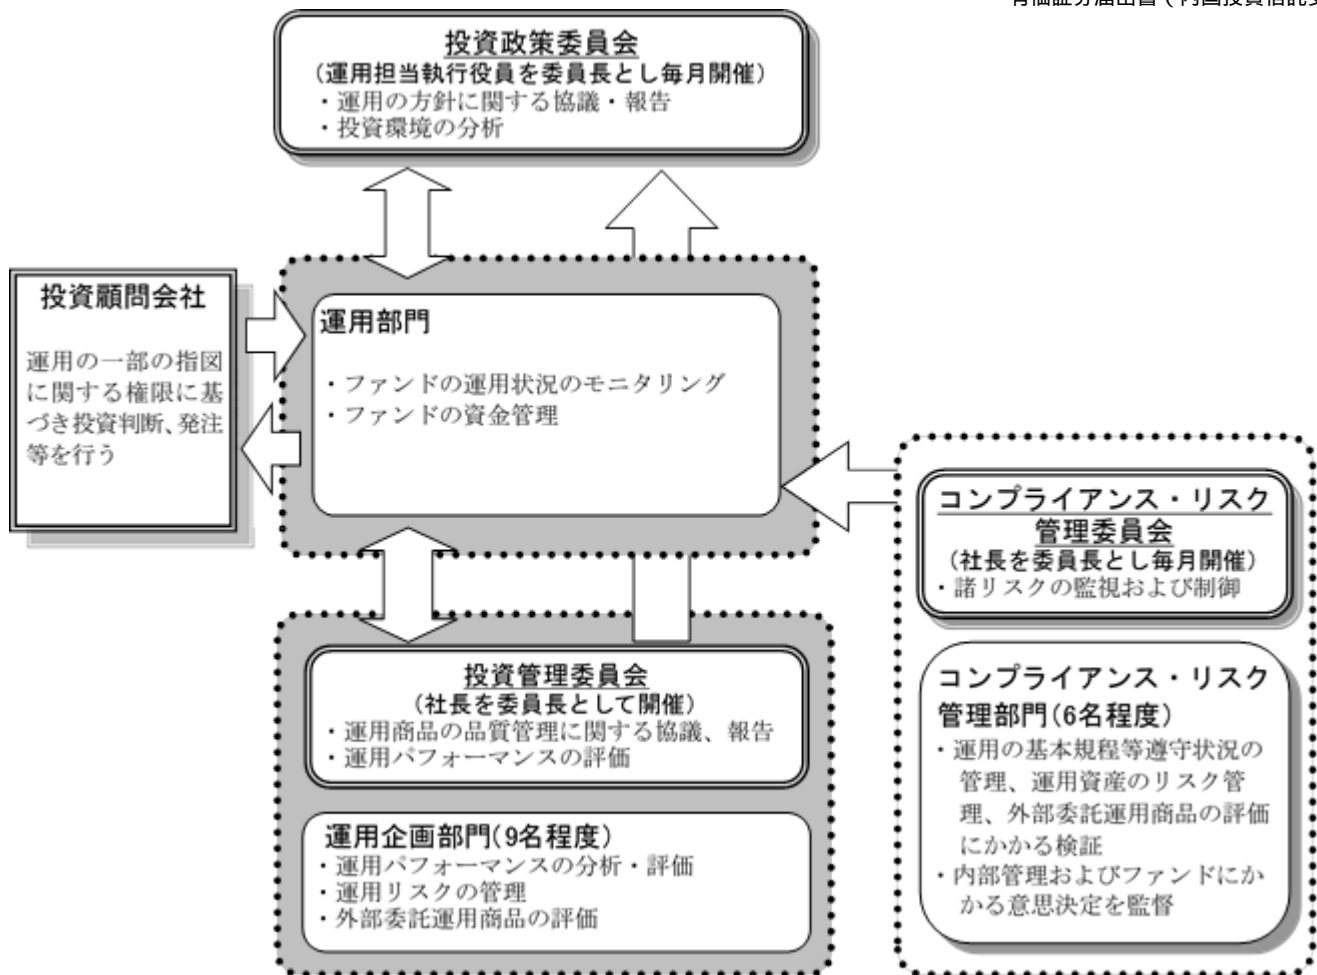 有価証券届出書（内国投資信託受
投資政策委員会
（運用担当執行役員を委員長とし毎月開催）
・運用の方針に関する協議・報告
・投資環境の分析
投資顧問会社
運用の一部の指図
に関する権限に基
づき投資判断、発注
等を行う
運用部門
・ファンドの運用状況のモニタリング
・ファンドの資金管理
コンプライアンス・リスク
管理委員会
（社長を委員長とし毎月開催）
・諸リスクの監視および制御
投資管理委員会
（社長を委員長として開催）
・運用商品の品質管理に関する協議、報告
・運用パフォーマンスの評価
運用企画部門（9名程度）
・運用パフォーマンスの分析・評価
・運用リスクの管理
・外部委託運用商品の評価
コンプライアンス・リスク
管理部門（6名程度）
・運用の基本規程等遵守状況の
管理、運用資産のリスク管
理、外部委託運用商品の評価
にかかる検証
・内部管理およびファンドにか
かる意思決定を監督